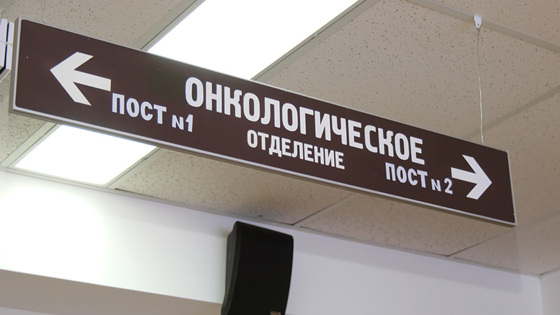 ОНКОЛОГИЧЕСКОЕ
ОТДЕЛЕНИЕ
ПОСТ №1
ПОСТ №2